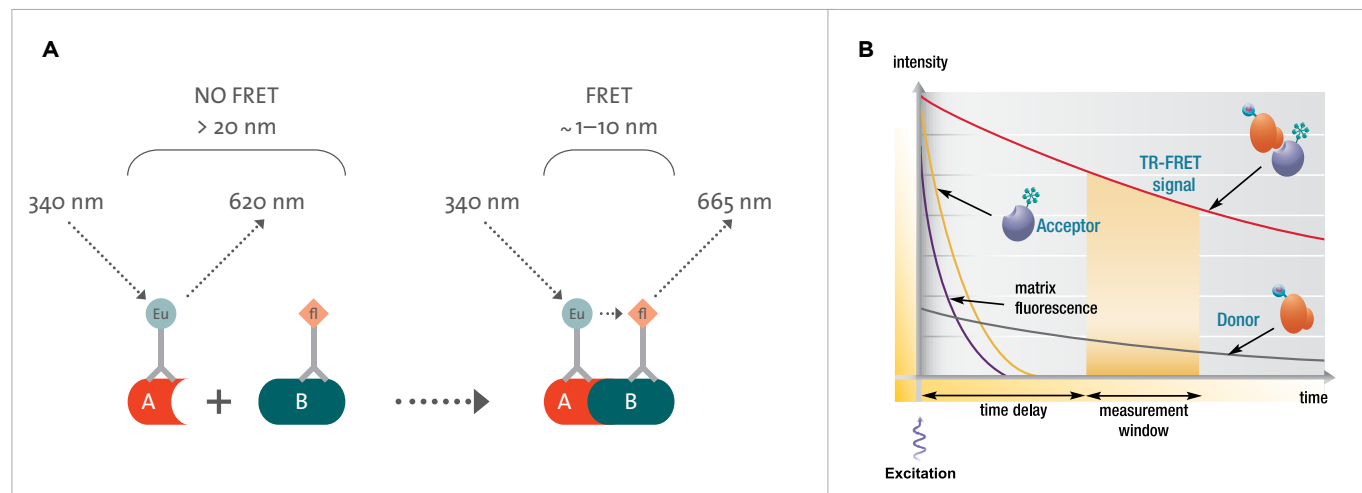 A
NO FRET
> 20 nm
FRET
~1–10 nm
340 nm
620 nm
340 nm
665 nm
Eu
fl
Eu
fl
A
+
B
A
B
B
intensity
TR-FRET
signal
Acceptor
matrix
fluorescence
Donor
time
time delay
measurement
window
Excitation